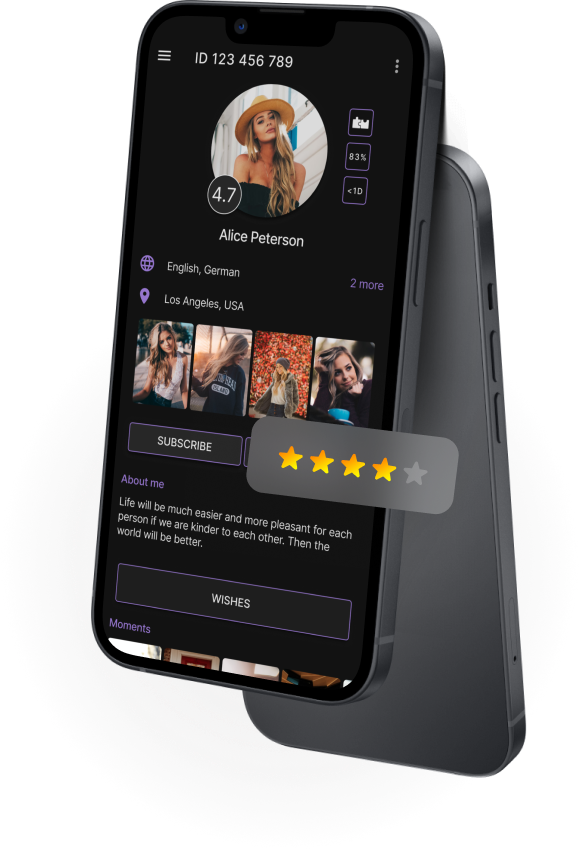 ID 123 456 789
83%
<1D
4.7
Alice Peterson
English, German
2 more
Los Angeles, USA
SUBSCRIBE
About me
Life will be much easier and more pleasant for each
person if we are kinder to each other. Then the
world will be better.
WISHES
Moments